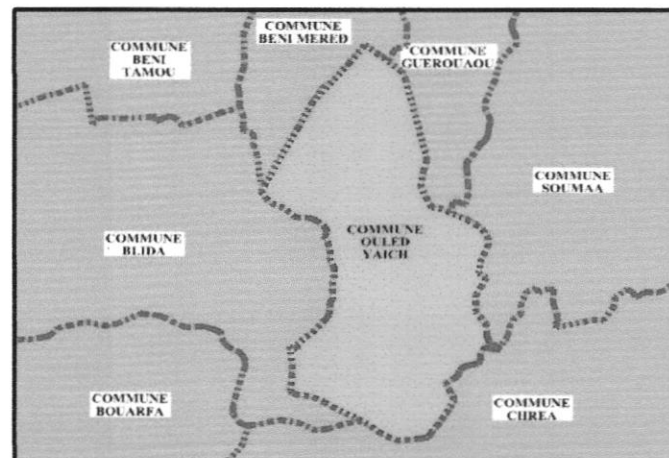 COMMUNE
BENI
TAMOU
COMMUNE
BENI MERED
COMMUNE
GUEROUAOU
COMMUNE
SOUMAA
COMMUNE
BLIDA
COMMUNE
OULED
YAICH
COMMUNE
BOUARFA
COMMUNE
CHREA